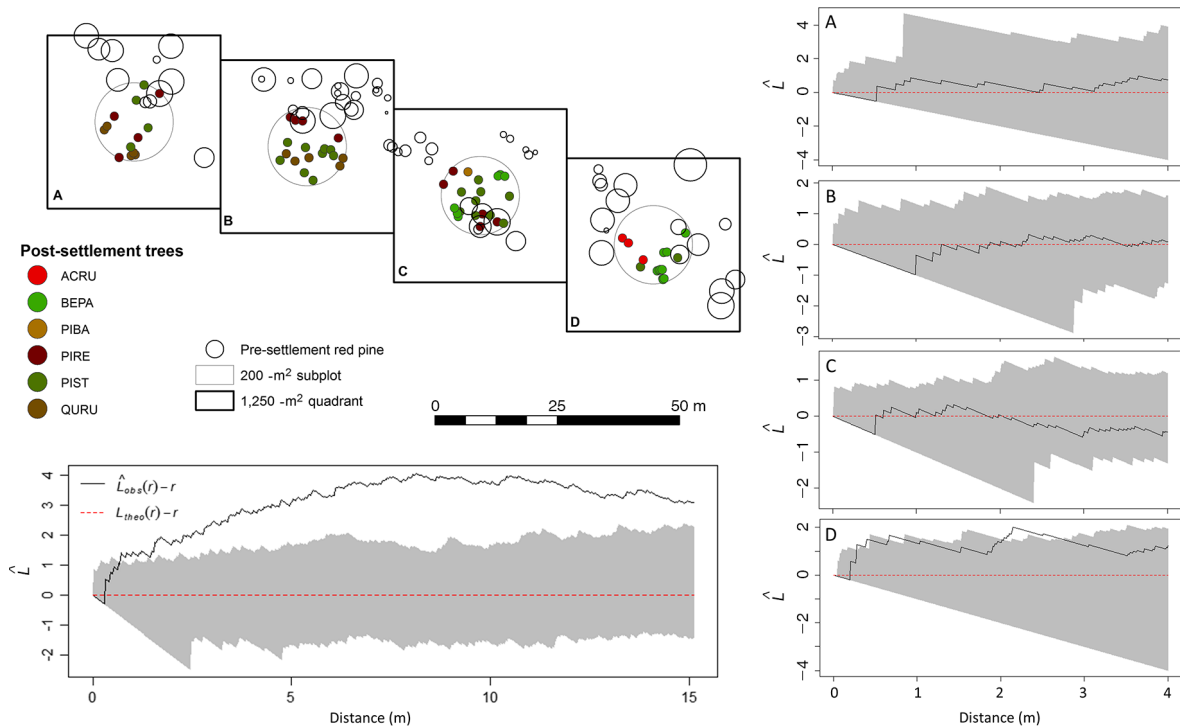 A
B
C
D
Post-settlement trees
ACRU
BEPA
PIBA
PIRE
PIST
QURU
Pre-settlement red pine
200 -m² subplot
1,250 -m² quadrant
0 25 50 m
L̂obs(r) – r
Ltheo(r) – r
4
3
2
1
0
-1
-2
L̂
0 5 10 15
Distance (m)
A
4
2
0
−2
−4
L̂
B
2
1
0
−1
−2
−3
L̂
C
1
0
−1
−2
L̂
D
2
0
−2
−4
L̂
0 1 2 3 4
Distance (m)